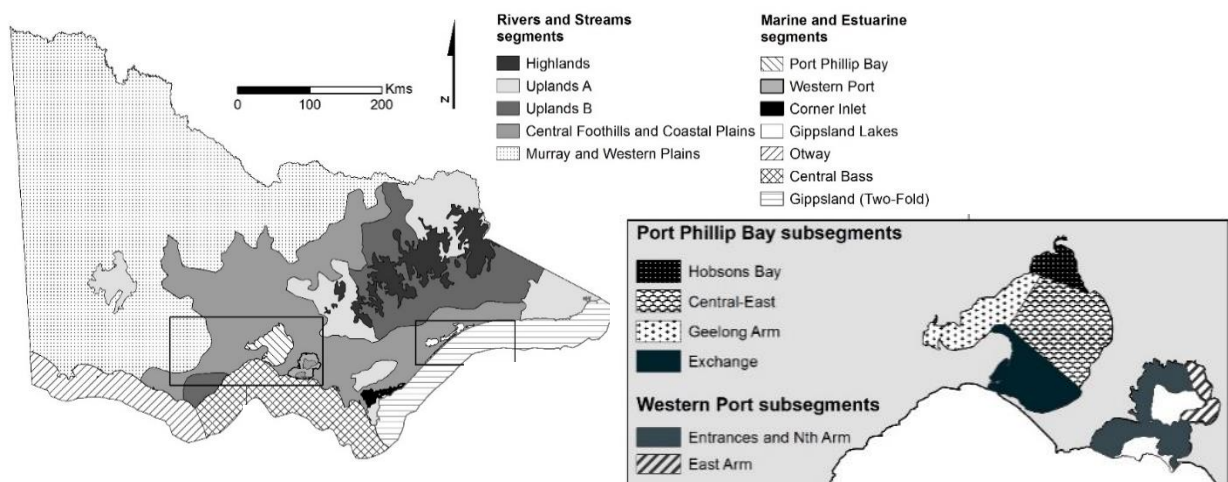 Rivers and Streams
segments
Highlands
Uplands A
Uplands B
Central Foothills and Coastal Plains
Murray and Western Plains
Marine and Estuarine
segments
Port Phillip Bay
Western Port
Corner Inlet
Gippsland Lakes
Otway
Central Bass
Gippsland (Two-Fold)
Kms
0 100 200
N
Port Phillip Bay subsegments
Hobsons Bay
Central-East
Geelong Arm
Exchange
Western Port subsegments
Entrances and Nth Arm
East Arm